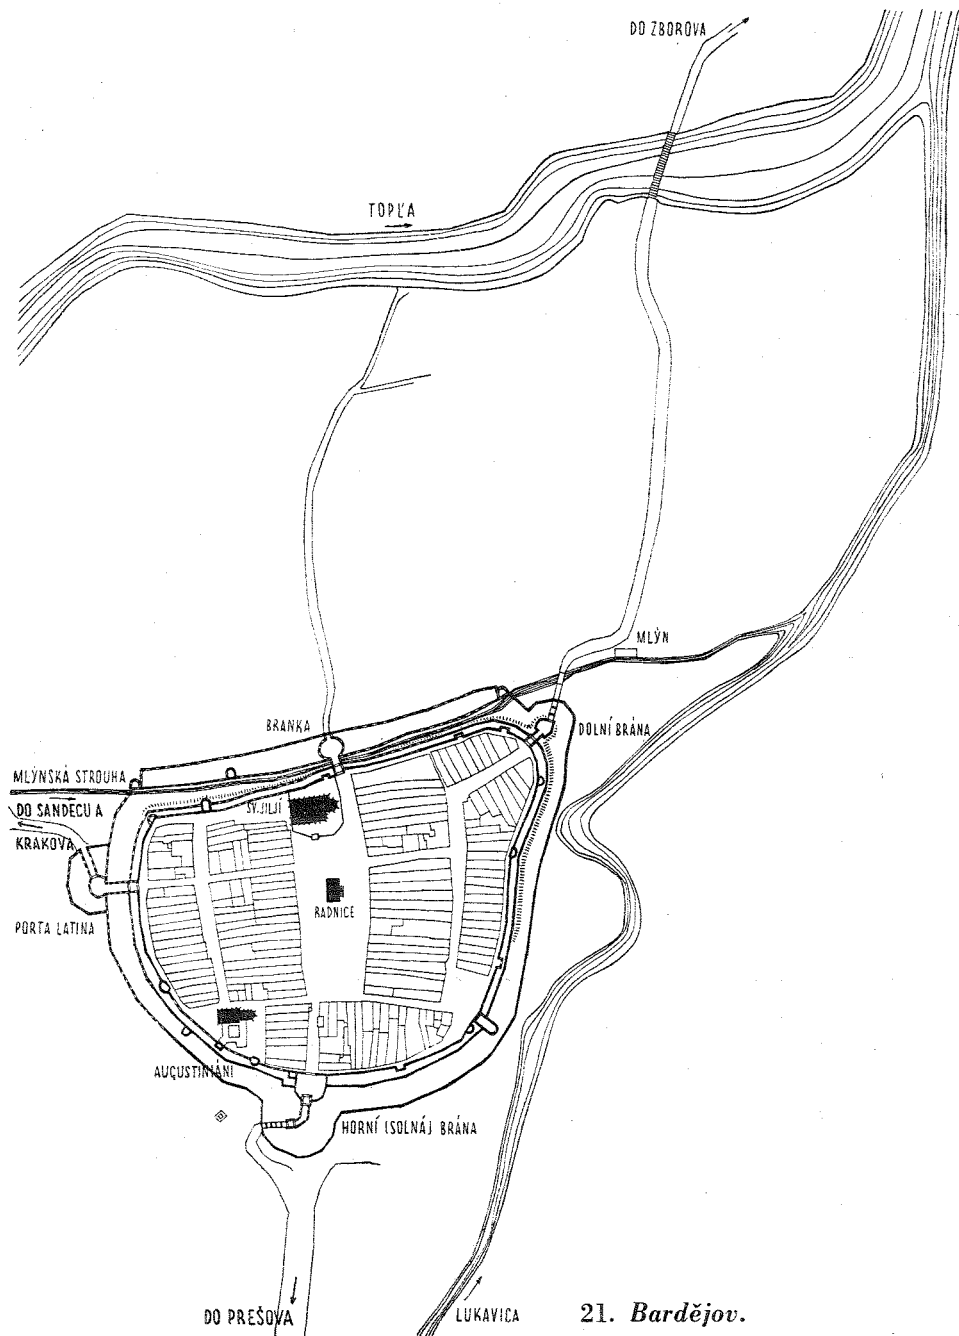 DO ZBOROVA
TOPĽA
MLÝN
BRANKA
DOLNÍ BRÁNA
MLÝNSKÁ STROUHA
DO SANDECU A
KRAKOVA
SV. JILJÍ
RADNICE
PORTA LATINA
AUGUSTINIÁNI
HORNÍ (SOLNÁ) BRÁNA
DO PREŠOVA
LUKAVICA
21. Bardějov.